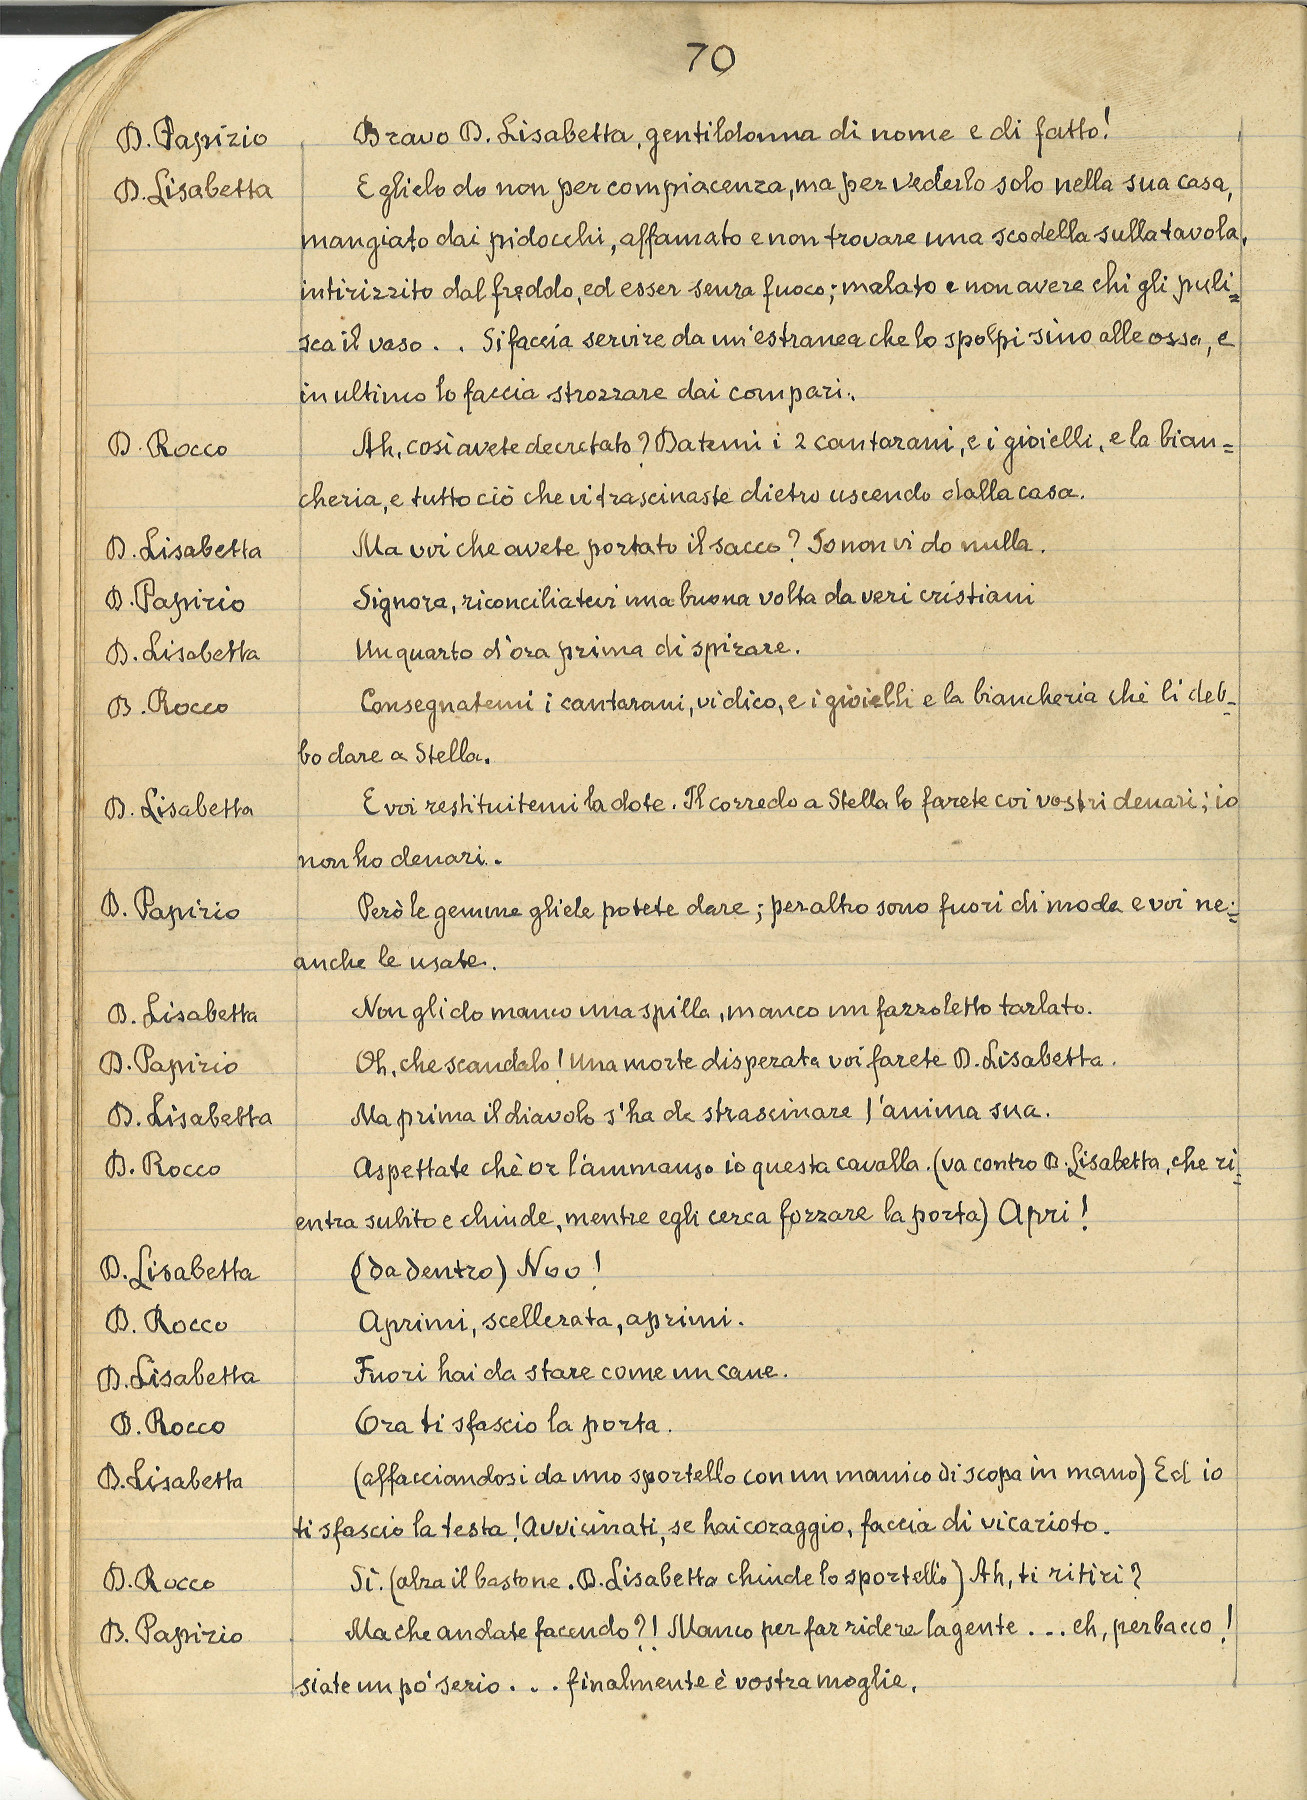 70
D. Papirio Bravo D. Lisabetta, gentildonna di nome e di fatto!
D. Lisabetta E glielo do non per compiacenza, ma per vederlo solo nella sua casa,
mangiato dai pidocchi, affamato e non trovare una scodella sulla tavola,
intirizzito dal freddo, ed esser senza fuoco; malato e non avere chi gli puli=
sca il vaso . . Si faccia servire da un'estranea che lo spolpi sino alle ossa, e
in ultimo lo faccia strozzare dai compari.
D. Rocco Ah, così avete decretato? Datemi i 2 cantarani, e i gioielli, e la bian=
cheria, e tutto ciò che vi trascinaste dietro uscendo dalla casa.
D. Lisabetta Ma voi che avete portato il sacco? Io non vi do nulla.
D. Papirio Signora, riconciliatevi una buona volta da veri cristiani
D. Lisabetta Un quarto d'ora prima di spirare.
D. Rocco Consegnatemi i cantarani, vi dico, e i gioielli e la biancheria chè li deb=
bo dare a Stella.
D. Lisabetta E voi restituitemi la dote. Il corredo a Stella lo farete coi vostri denari; io
non ho denari.
D. Papirio Però le gemme gliele potete dare; peraltro sono fuori di moda e voi ne=
anche le usate.
D. Lisabetta Non gli do manco una spilla, manco un fazzoletto tarlato.
D. Papirio Oh, che scandalo! Una morte disperata voi farete D. Lisabetta.
D. Lisabetta Ma prima il diavolo s'ha da strascinare l'anima sua.
D. Rocco Aspettate chè or l'ammanso io questa cavalla. (va contro D. Lisabetta, che ri=
entra subito e chiude, mentre egli cerca forzare la porta) Apri!
D. Lisabetta (da dentro) Noo!
D. Rocco Aprimi, scellerata, aprimi.
D. Lisabetta Fuori hai da stare come un cane.
D. Rocco Ora ti sfascio la porta.
D. Lisabetta (affacciandosi da uno sportello con un manico di scopa in mano) Ed io
ti sfascio la testa! Avvicinati, se hai coraggio, faccia di vicarioto.
D. Rocco Sì. (alza il bastone. D. Lisabetta chiude lo sportello) Ah, ti ritiri?
D. Papirio Ma che andate facendo?! Manco per far ridere la gente . . . eh, perbacco!
siate un pò serio . . . finalmente è vostra moglie.